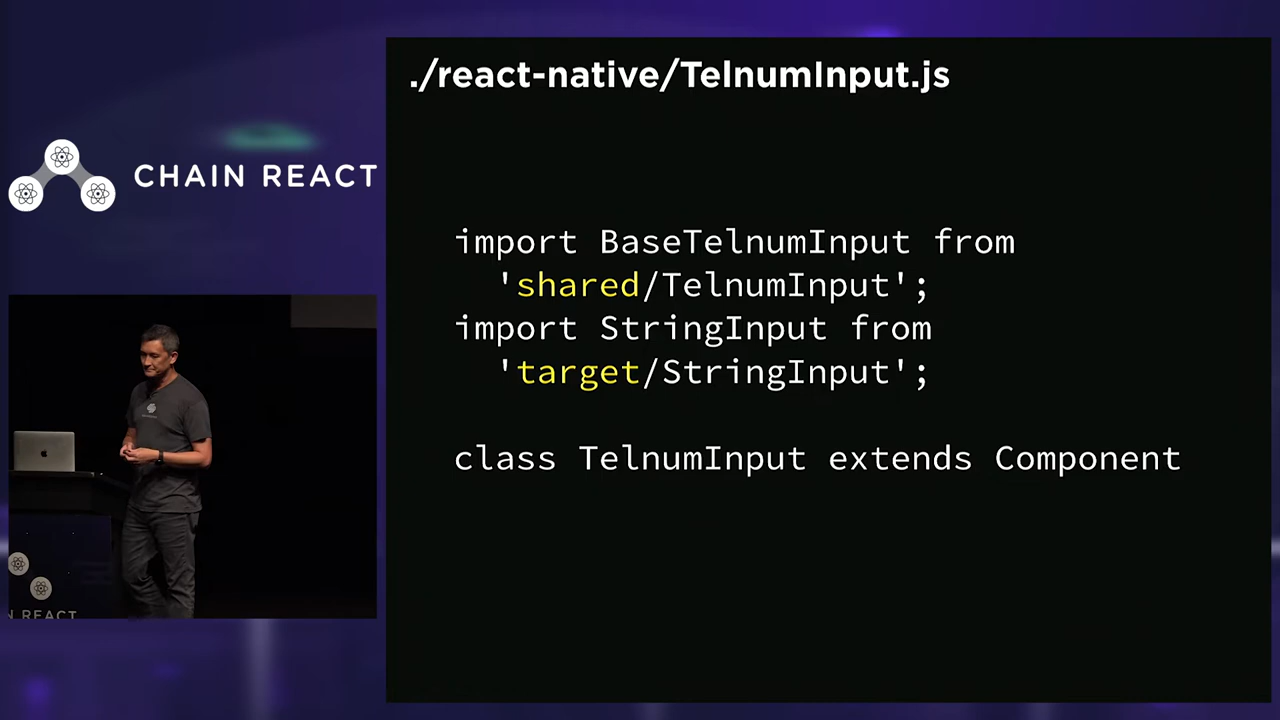 ./react-native/TelnumInput.js
CHAIN REACT
import BaseTelnumInput from
'shared/TelnumInput';
import StringInput from
'target/StringInput';
class TelnumInput extends Component
N REACT